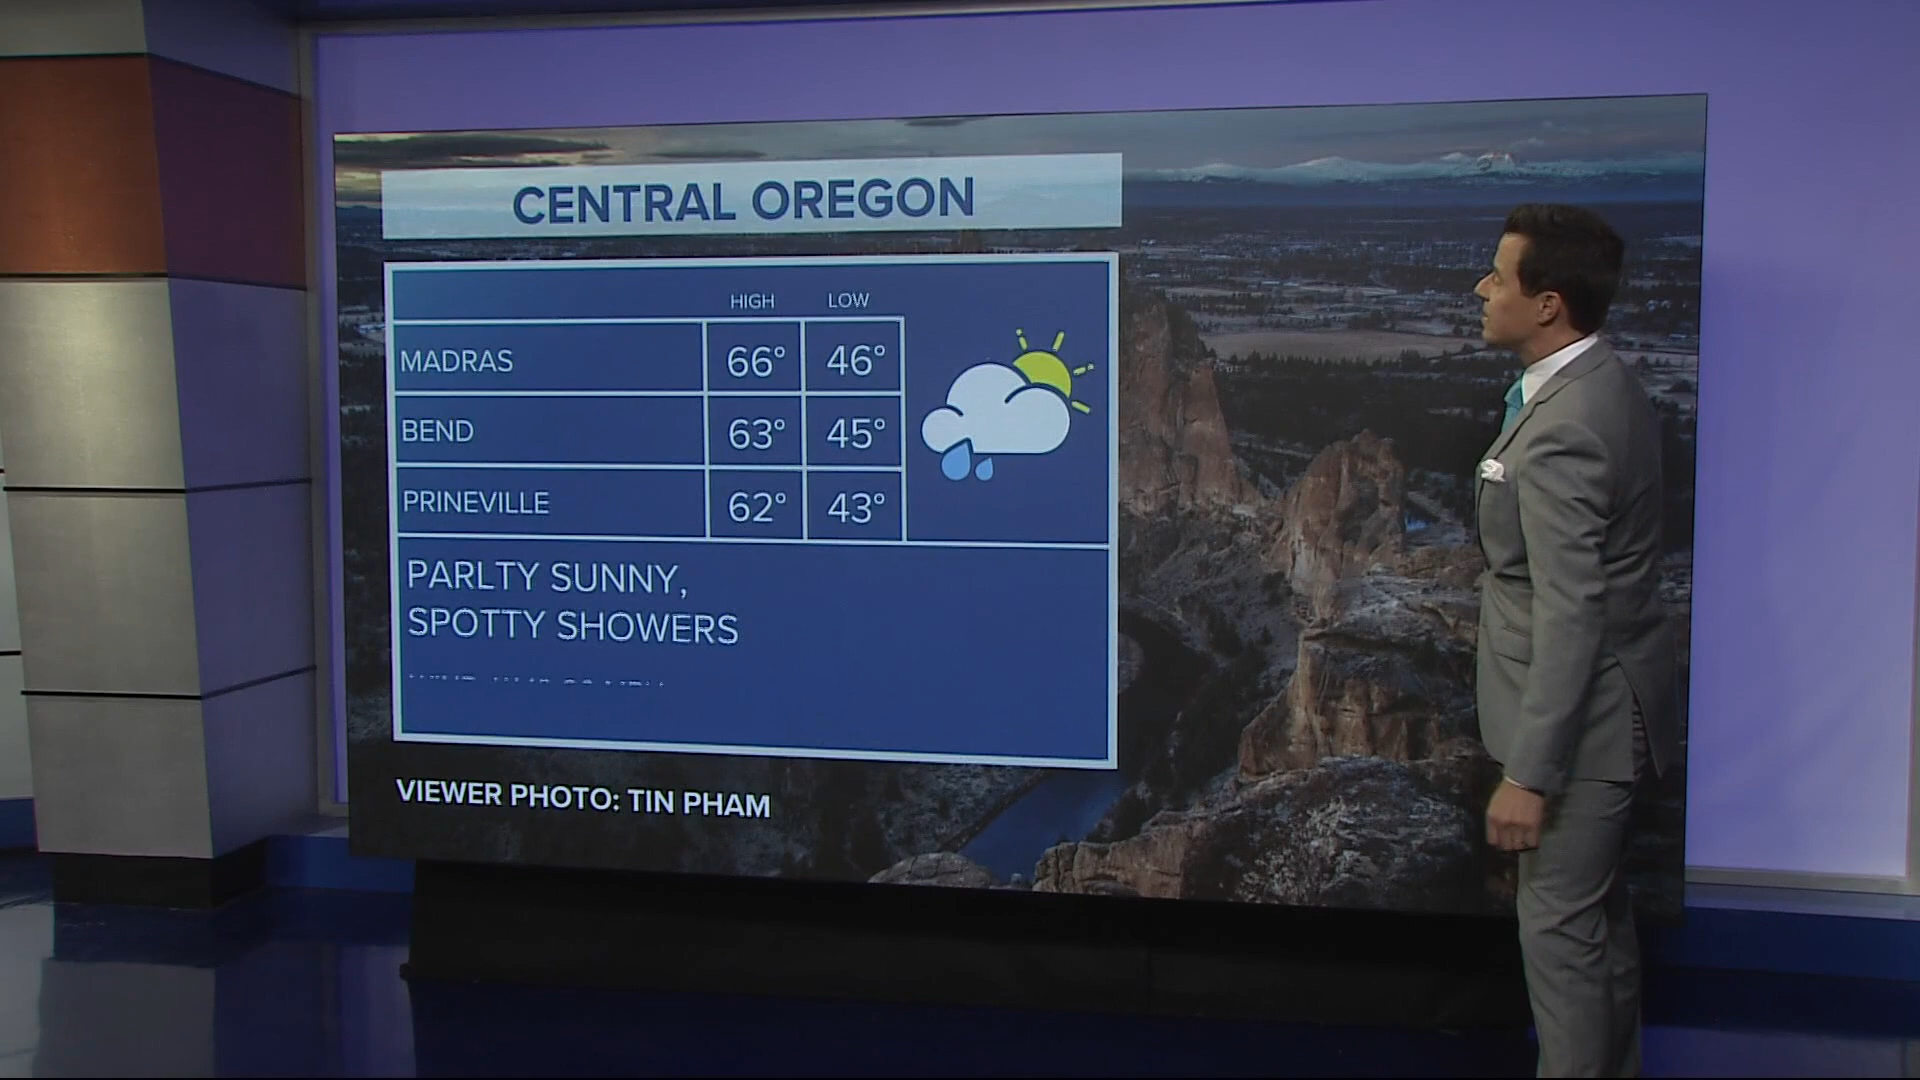 CENTRAL OREGON
HIGH LOW
MADRAS 66° 46°
BEND 63° 45°
PRINEVILLE 62° 43°
PARLTY SUNNY,
SPOTTY SHOWERS
VIEWER PHOTO: TIN PHAM